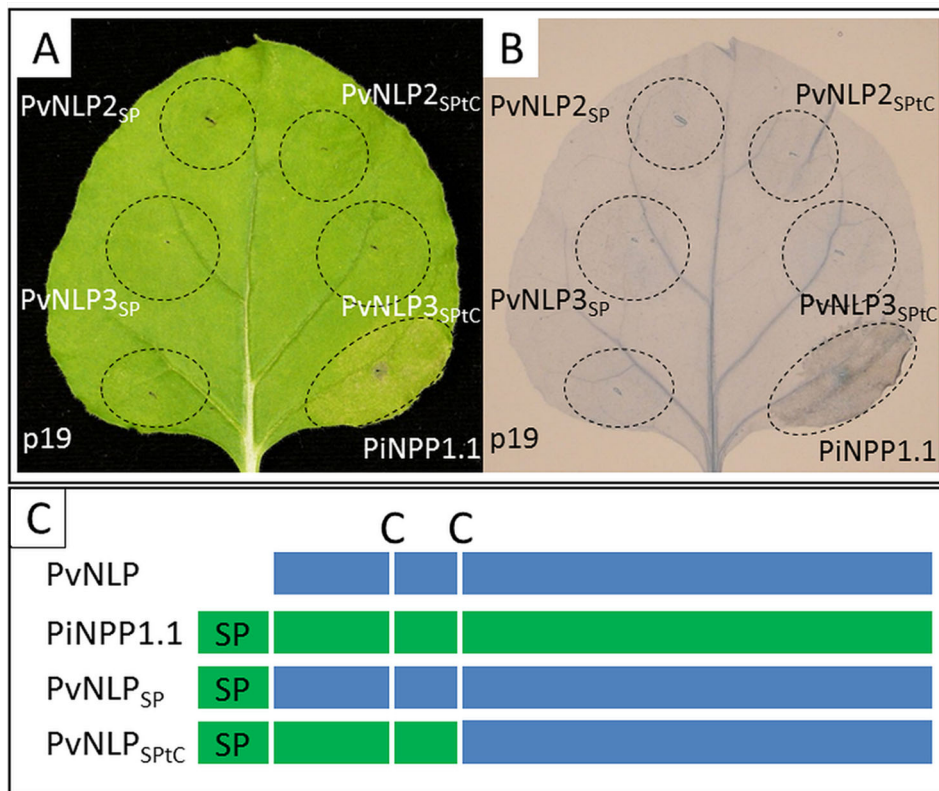 A
B
PvNLP2SP
PvNLP2SPtC
PvNLP2SP
PvNLP2SPtC
PvNLP3SP
PvNLP3SPtC
PvNLP3SP
PvNLP3SPtC
p19
PiNPP1.1
p19
PiNPP1.1
C
C C
PvNLP
PiNPP1.1 SP
PvNLPSP SP
PvNLPSPtC SP